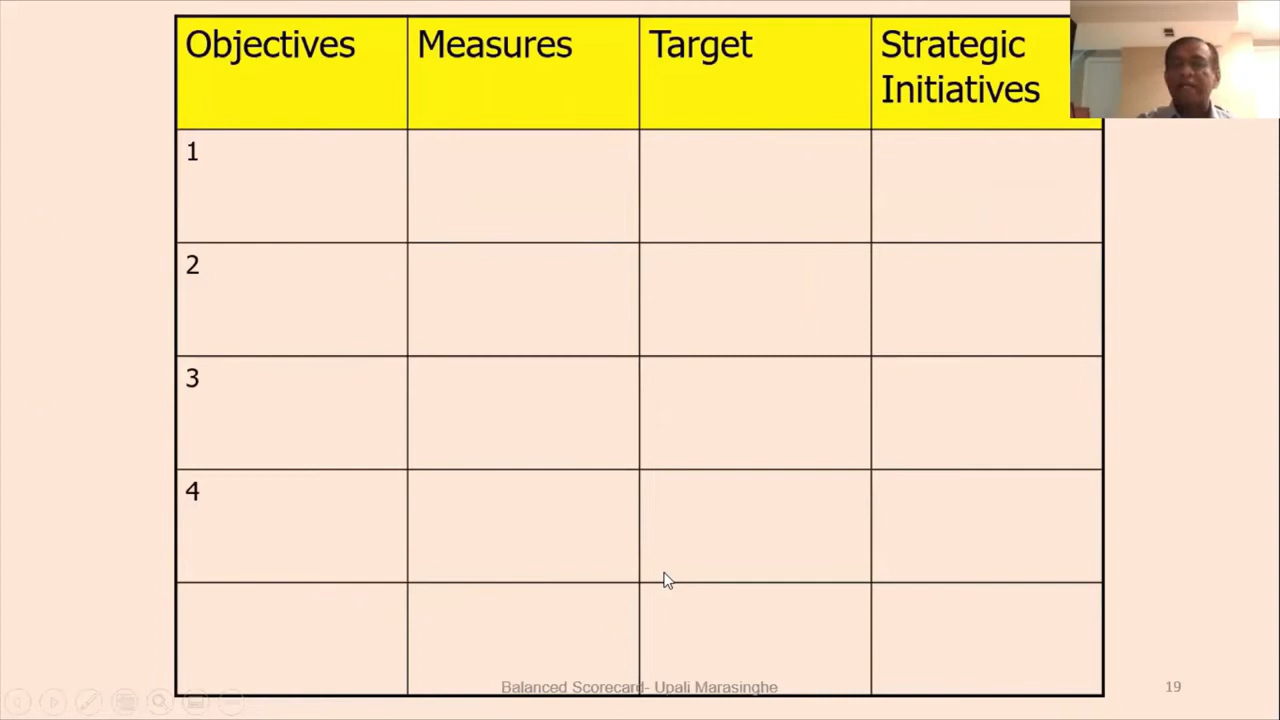 Objectives
Measures
Target
Strategic
Initiatives
1
2
3
4
Balanced Scorecard- Upali Marasinghe
19